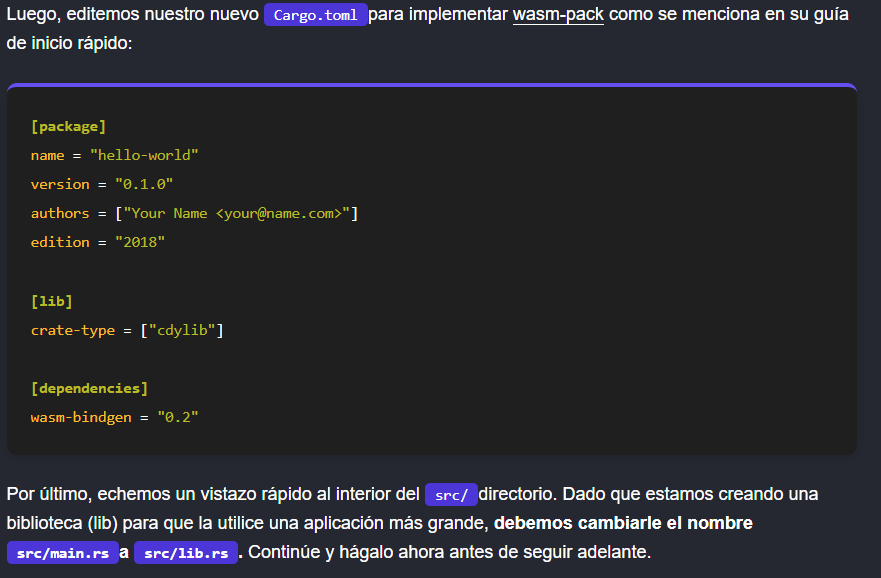 Luego, editemos nuestro nuevo Cargo.toml para implementar wasm-pack como se menciona en su guía
de inicio rápido:
[package]
name = "hello-world"
version = "0.1.0"
authors = ["Your Name <your@name.com>"]
edition = "2018"
[lib]
crate-type = ["cdylib"]
[dependencies]
wasm-bindgen = "0.2"
Por último, echemos un vistazo rápido al interior del src/ directorio. Dado que estamos creando una
biblioteca (lib) para que la utilice una aplicación más grande, debemos cambiarle el nombre
src/main.rs a src/lib.rs . Continúe y hágalo ahora antes de seguir adelante.